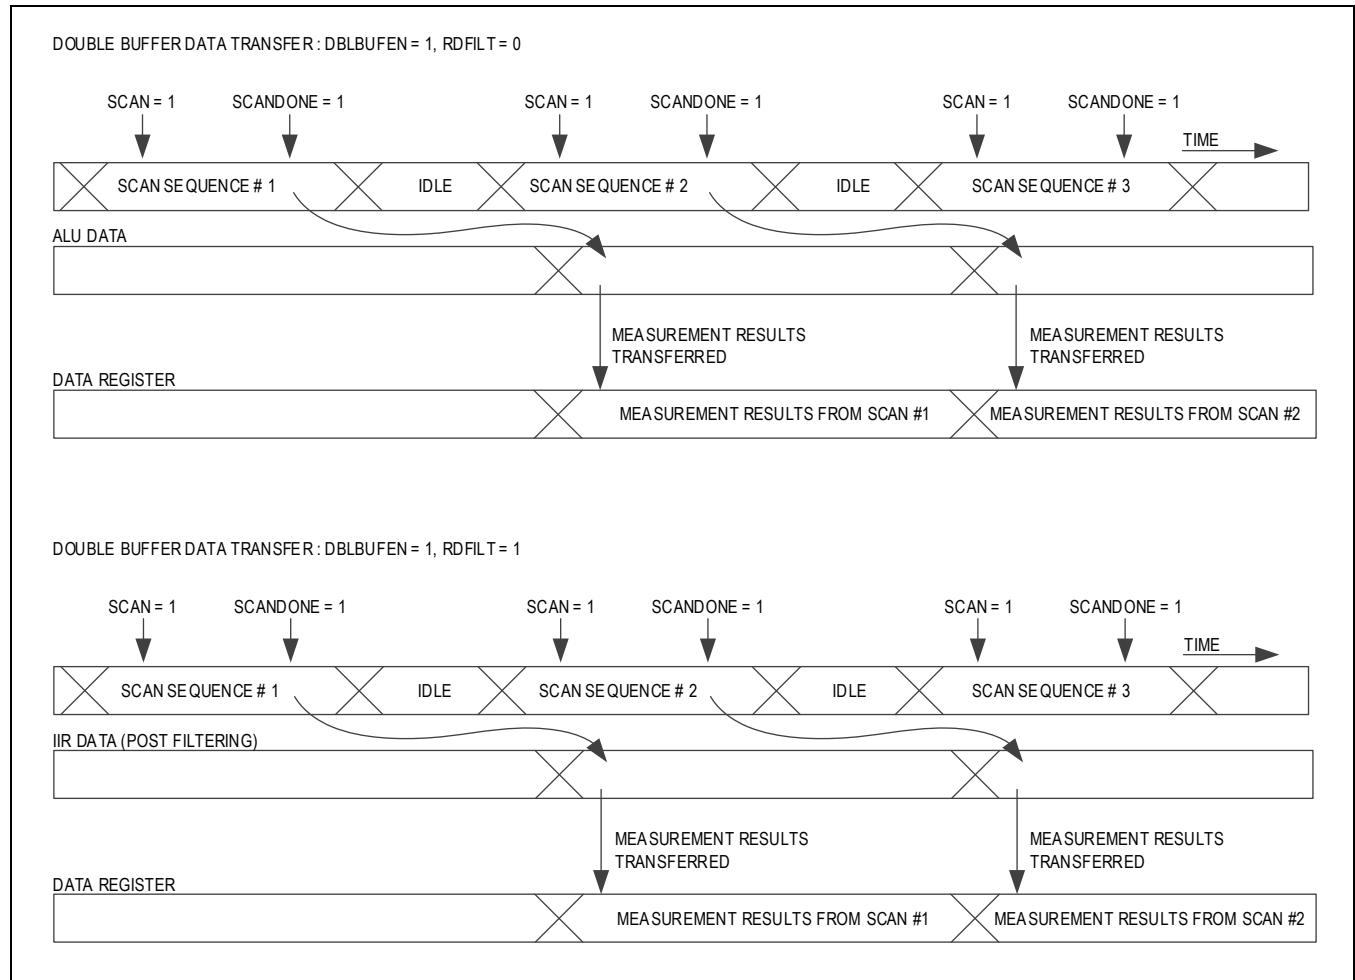 DOUBLE BUFFER DATA TRANSFER : DBLBUFEN = 1, RDFILT = 0
SCAN = 1 SCANDONE = 1 SCAN = 1 SCANDONE = 1 SCAN = 1 SCANDONE = 1
TIME
SCAN SEQUENCE # 1 IDLE SCAN SEQUENCE # 2 IDLE SCAN SEQUENCE # 3
ALU DATA
MEASUREMENT RESULTS MEASUREMENT RESULTS
TRANSFERRED TRANSFERRED
DATA REGISTER
MEASUREMENT RESULTS FROM SCAN #1 MEASUREMENT RESULTS FROM SCAN #2
DOUBLE BUFFER DATA TRANSFER : DBLBUFEN = 1, RDFILT = 1
SCAN = 1 SCANDONE = 1 SCAN = 1 SCANDONE = 1 SCAN = 1 SCANDONE = 1
TIME
SCAN SEQUENCE # 1 IDLE SCAN SEQUENCE # 2 IDLE SCAN SEQUENCE # 3
IIR DATA (POST FILTERING)
MEASUREMENT RESULTS MEASUREMENT RESULTS
TRANSFERRED TRANSFERRED
DATA REGISTER
MEASUREMENT RESULTS FROM SCAN #1 MEASUREMENT RESULTS FROM SCAN #2